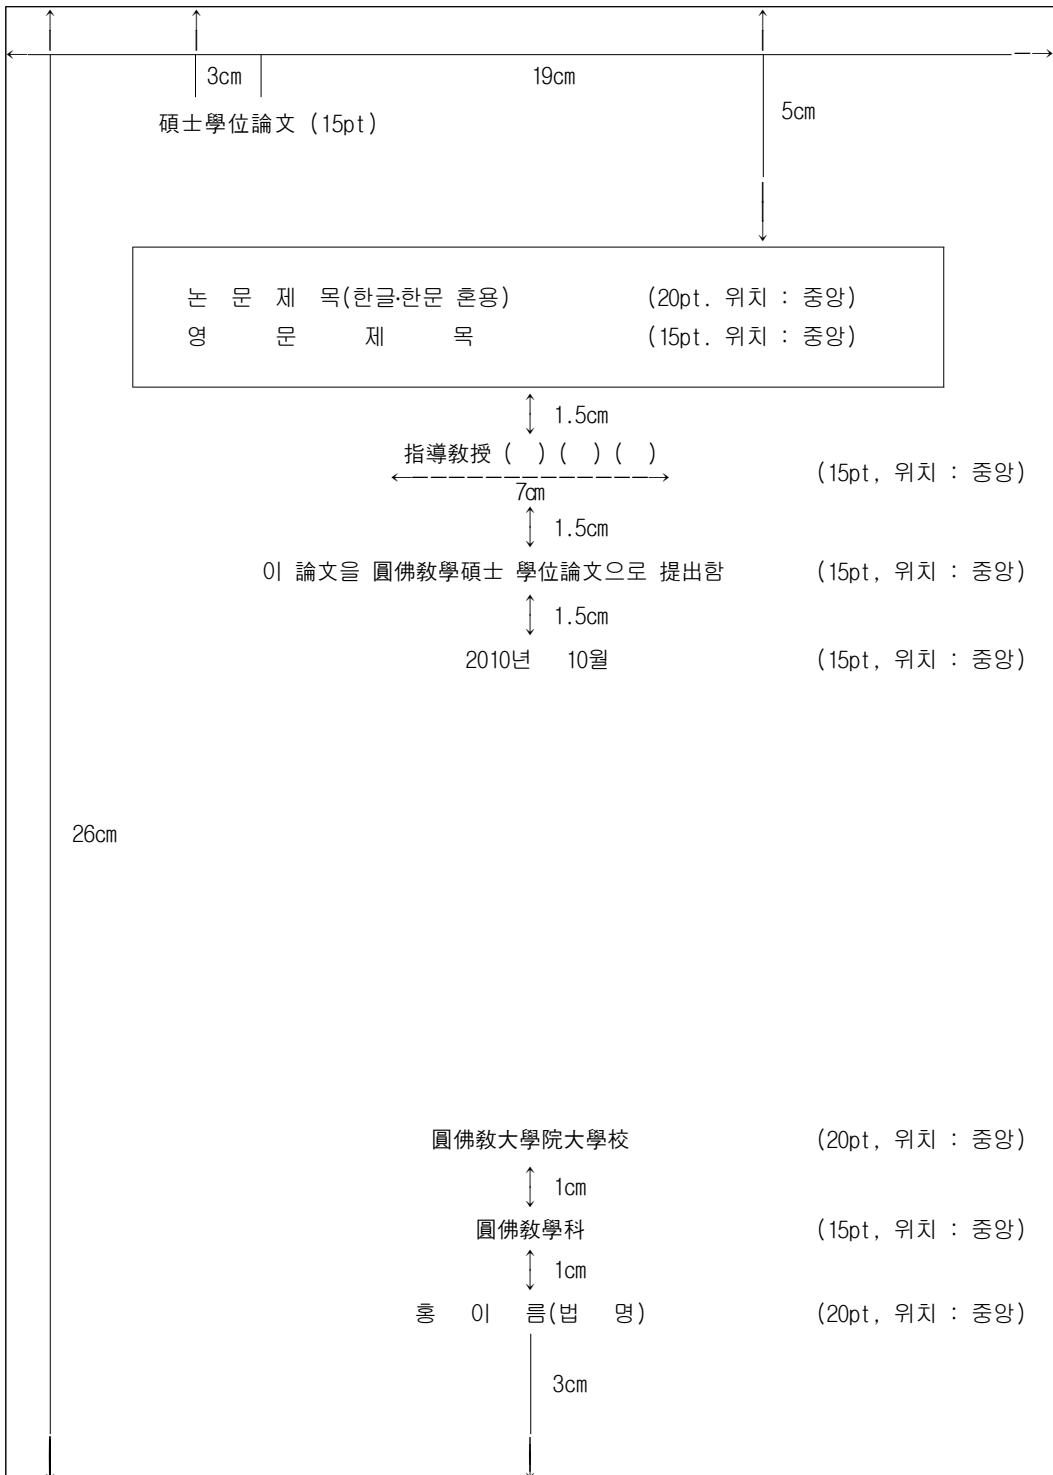 3cm 19cm
5cm
碩士學位論文 (15pt)
논 문 제 목(한글·한문 혼용) (20pt. 위치 : 중앙)
영 문 제 목 (15pt. 위치 : 중앙)
1.5cm
指導敎授 ( ) ( ) ( ) (15pt, 위치 : 중앙)
7㎝
1.5cm
이 論文을 圓佛敎學碩士 學位論文으로 提出함 (15pt, 위치 : 중앙)
1.5cm
2010년 10월 (15pt, 위치 : 중앙)
26cm
圓佛敎大學院大學校 (20pt, 위치 : 중앙)
1cm
圓佛敎學科 (15pt, 위치 : 중앙)
1cm
홍 이 름(법 명) (20pt, 위치 : 중앙)
3cm